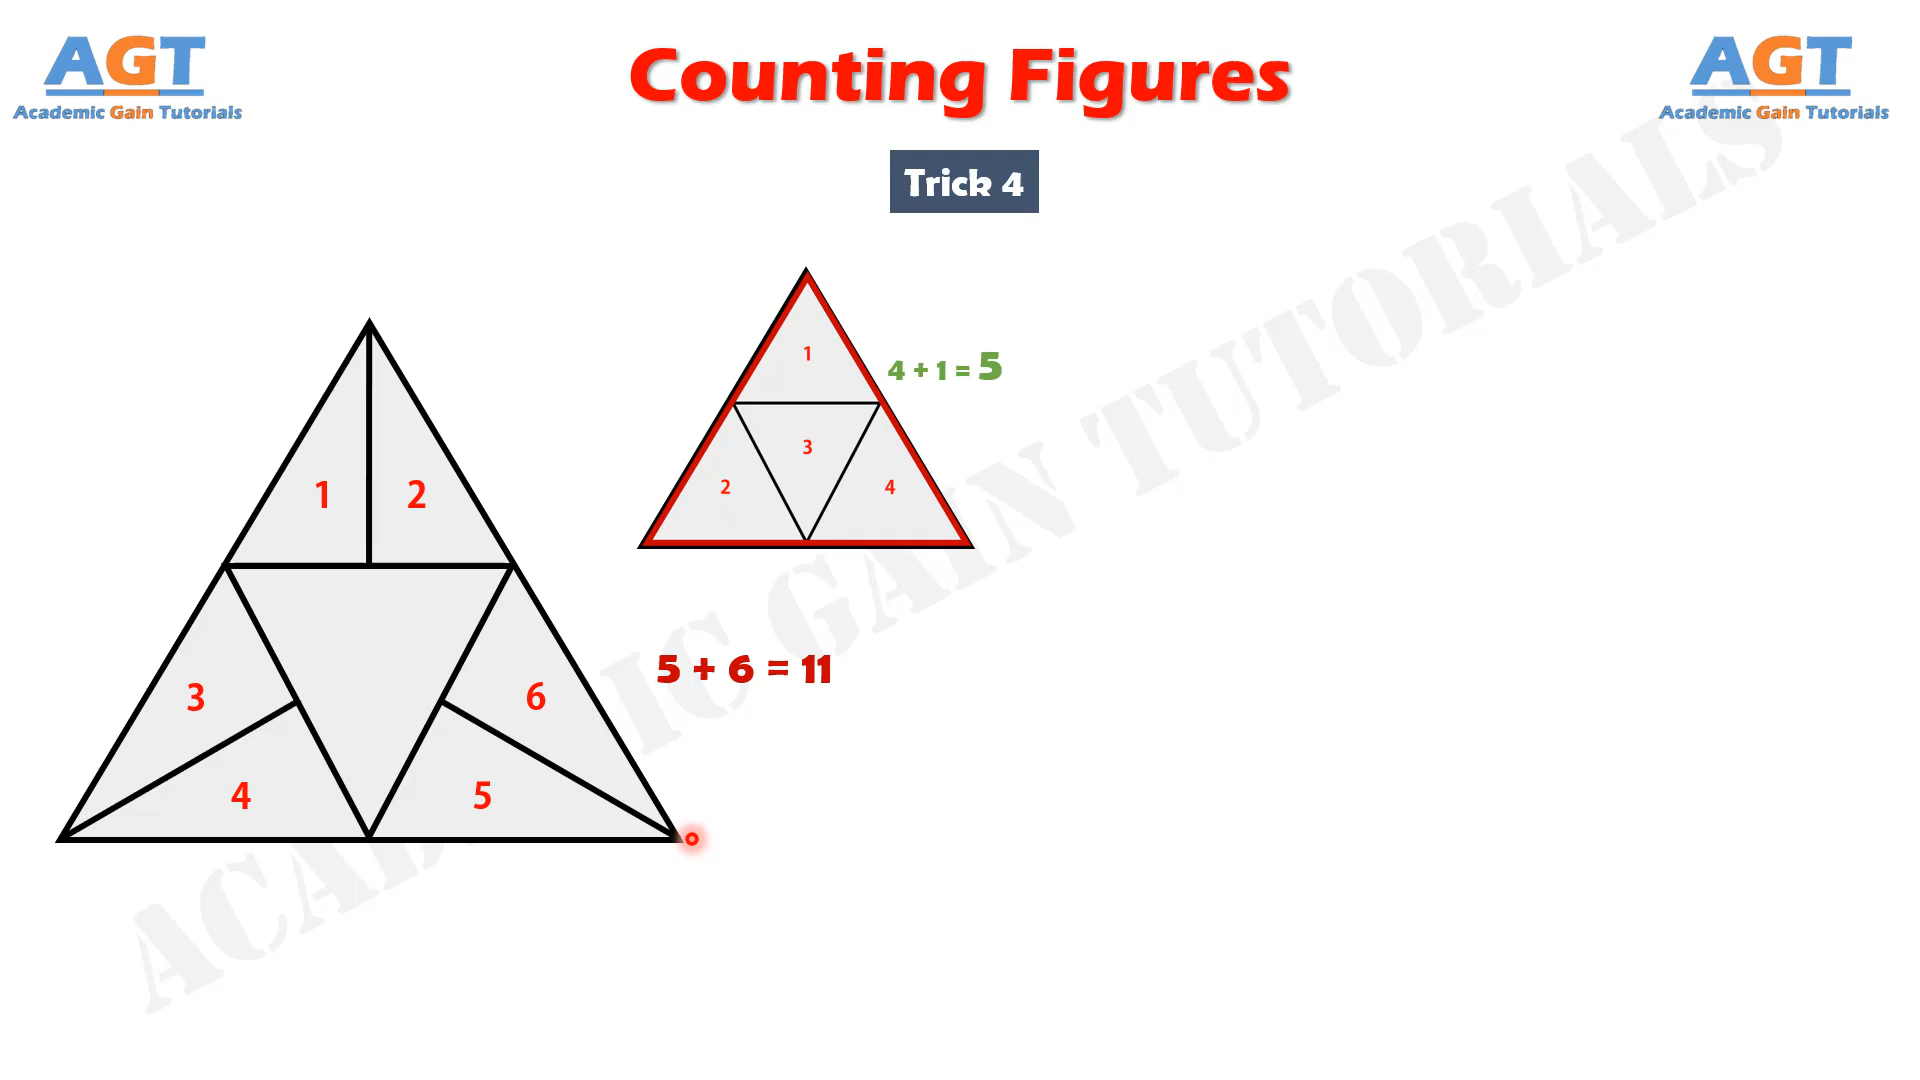 AGT
Academic Gain Tutorials
Counting Figures
AGT
Academic Gain Tutorials
Trick 4
1
4 + 1 = 5
3
2
4
1
2
5 + 6 = 11
3
6
4
5
ACADEMIC GAIN TUTORIALS